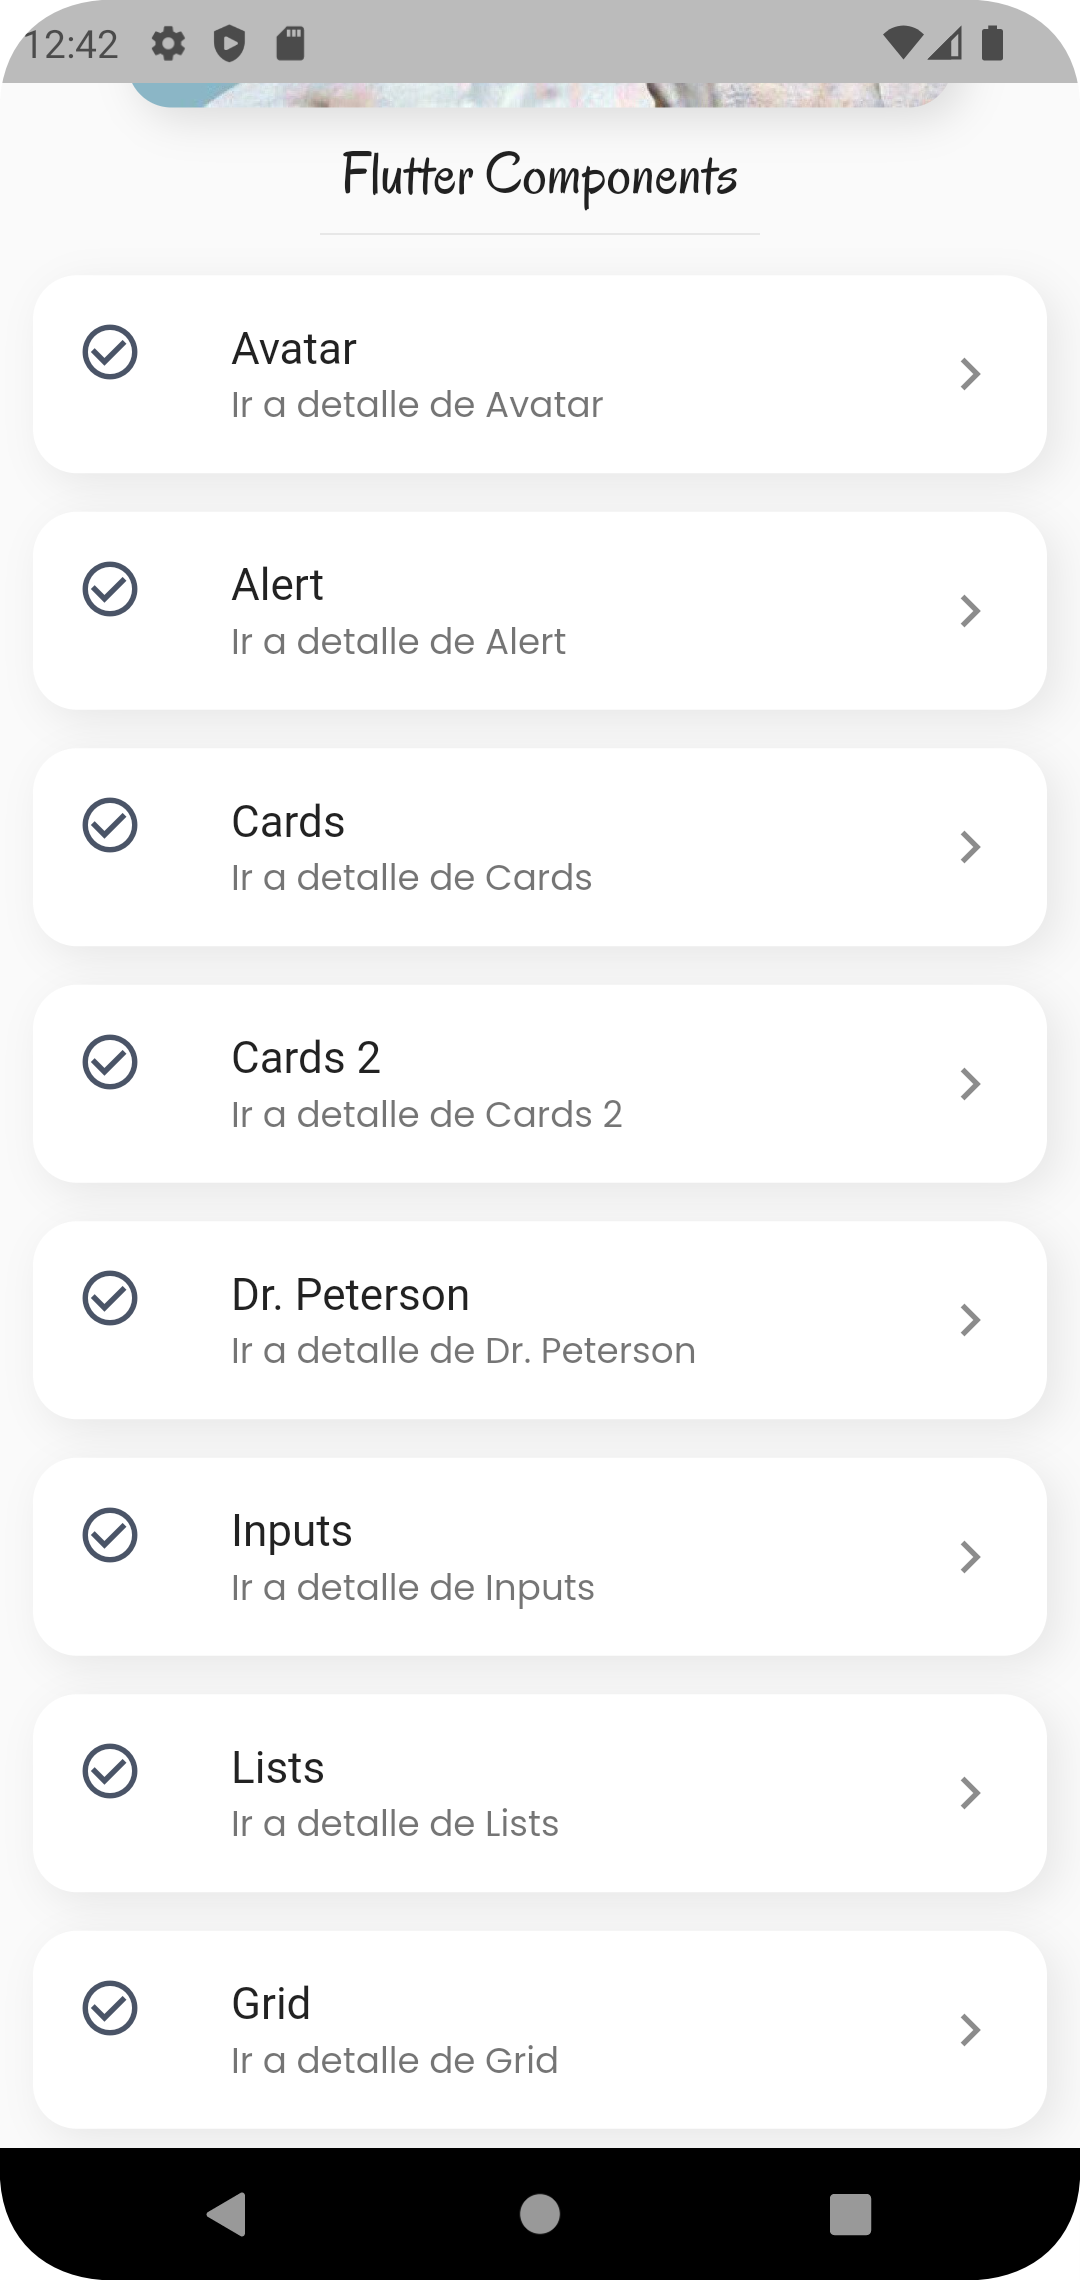 12:42
Flutter Components
Avatar
Ir a detalle de Avatar
Alert
Ir a detalle de Alert
Cards
Ir a detalle de Cards
Cards 2
Ir a detalle de Cards 2
Dr. Peterson
Ir a detalle de Dr. Peterson
Inputs
Ir a detalle de Inputs
Lists
Ir a detalle de Lists
Grid
Ir a detalle de Grid